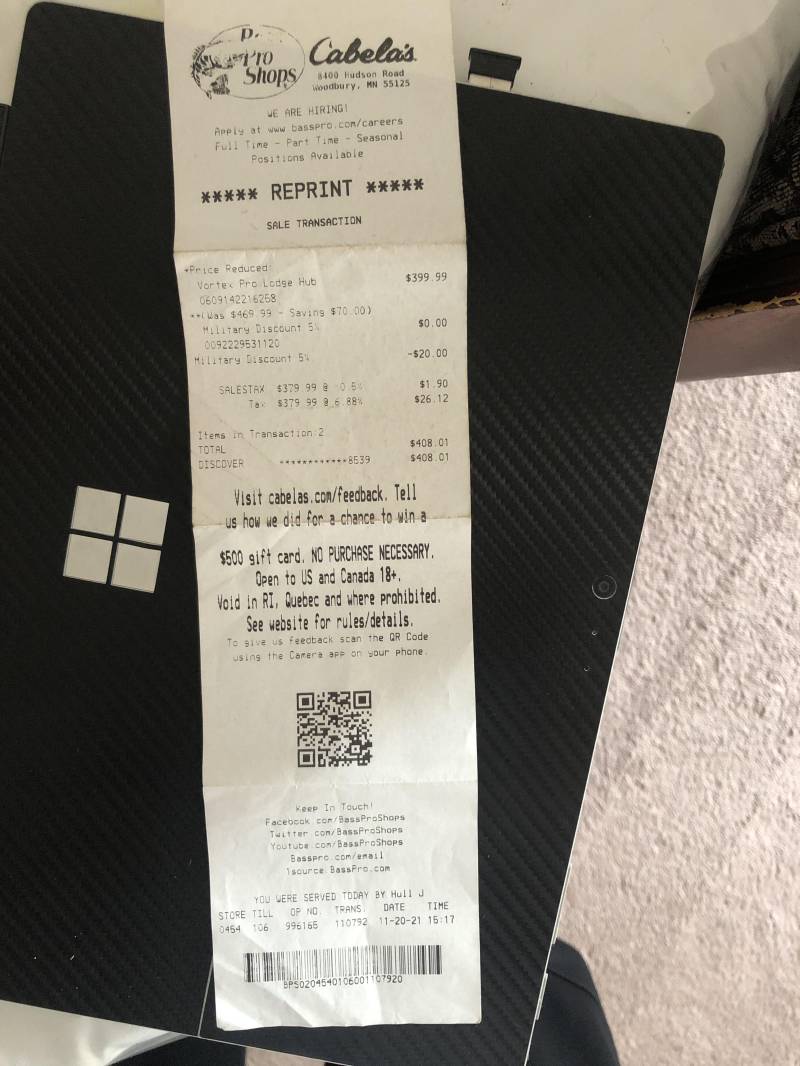 Pro
Shops
Cabela's
8400 Hudson Road
Woodbury, MN 55125
WE ARE HIRING!
Apply at www.basspro.com/careers
Full Time - Part Time - Seasonal
Positions Available
***** REPRINT *****
SALE TRANSACTION
*Price Reduced:
Vortex Pro Lodge Hub $399.99
0609142216258
**(Was $469.99 - Saving $70.00)
Military Discount 5% $0.00
0092229531120
Military Discount 5% -$20.00
SALESTAX $379.99 @ 0.5% $1.90
Tax $379.99 @ 6.88% $26.12
Items in Transaction:2
TOTAL $408.01
DISCOVER ************8539 $408.01
Visit cabelas.com/feedback. Tell
us how we did for a chance to win a
$500 gift card. NO PURCHASE NECESSARY.
Open to US and Canada 18+.
Void in RI, Quebec and where prohibited.
See website for rules/details.
To give us feedback scan the QR Code
using the Camera app on your phone.
Keep In Touch!
Facebook.com/BassProShops
Twitter.com/BassProShops
Youtube.com/BassProShops
Basspro.com/email
1source.BassPro.com
YOU WERE SERVED TODAY BY Hull J
STORE TILL OP NO. TRANS. DATE TIME
0454 106 996165 110792 11-20-21 15:17
BPS0204540106001107920